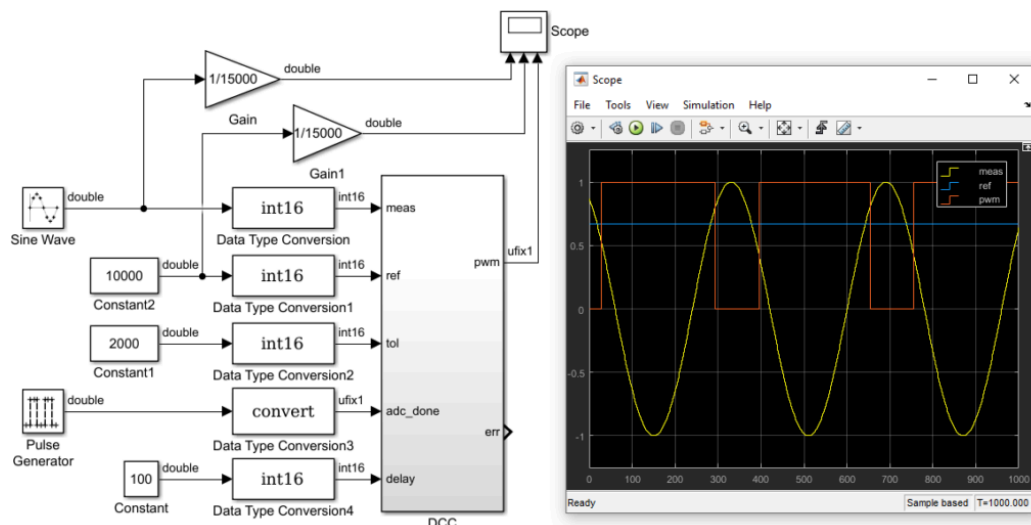 Scope
1/15000
double
Gain
1/15000
double
Gain1
double
Sine Wave
int16
int16
Data Type Conversion
meas
pwm
ufix1
10000
double
Constant2
int16
int16
Data Type Conversion1
ref
2000
double
Constant1
int16
int16
Data Type Conversion2
tol
double
Pulse
Generator
convert
ufix1
Data Type Conversion3
adc_done
err
100
double
Constant
int16
int16
Data Type Conversion4
delay
DCC
Scope
File Tools View Simulation Help
meas
ref
pwm
1
0.5
0
-0.5
-1
0 100 200 300 400 500 600 700 800 900 1000
Ready Sample based T=1000.000